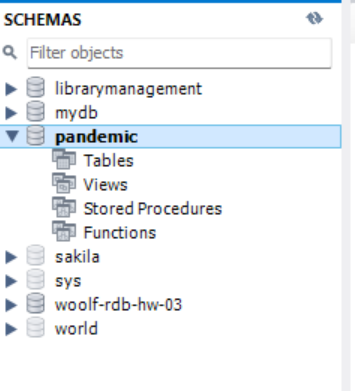 SCHEMAS
Filter objects
librarymanagement
mydb
pandemic
Tables
Views
Stored Procedures
Functions
sakila
sys
woolf-rdb-hw-03
world